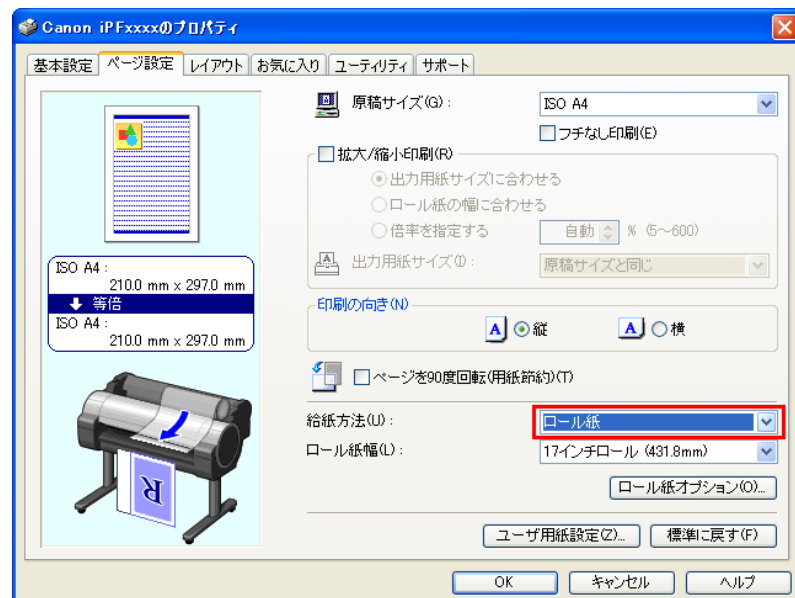 Canon iPFxxxxのプロパティ
基本設定 ページ設定 レイアウト お気に入り ユーティリティ サポート
原稿サイズ(G): ISO A4
フチなし印刷(E)
拡大/縮小印刷(R)
出力用紙サイズに合わせる
ロール紙の幅に合わせる
倍率を指定する 自動 % (5~600)
出力用紙サイズ(I): 原稿サイズと同じ
ISO A4:
210.0 mm x 297.0 mm
等倍
ISO A4:
210.0 mm x 297.0 mm
印刷の向き(N)
A 縦 A 横
ページを90度回転(用紙節約)(T)
給紙方法(U): ロール紙
ロール紙幅(L): 17インチロール (431.8mm)
R
ロール紙オプション(O)...
ユーザ用紙設定(Z)... 標準に戻す(F)
OK キャンセル ヘルプ